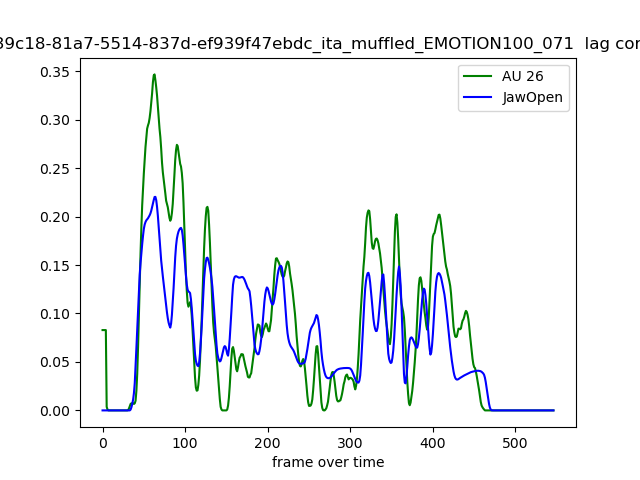 39c18-81a7-5514-837d-ef939f47ebdc_ita_muffled_EMOTION100_071 lag cor
AU 26
JawOpen
0.35
0.30
0.25
0.20
0.15
0.10
0.05
0.00
0 100 200 300 400 500
frame over time